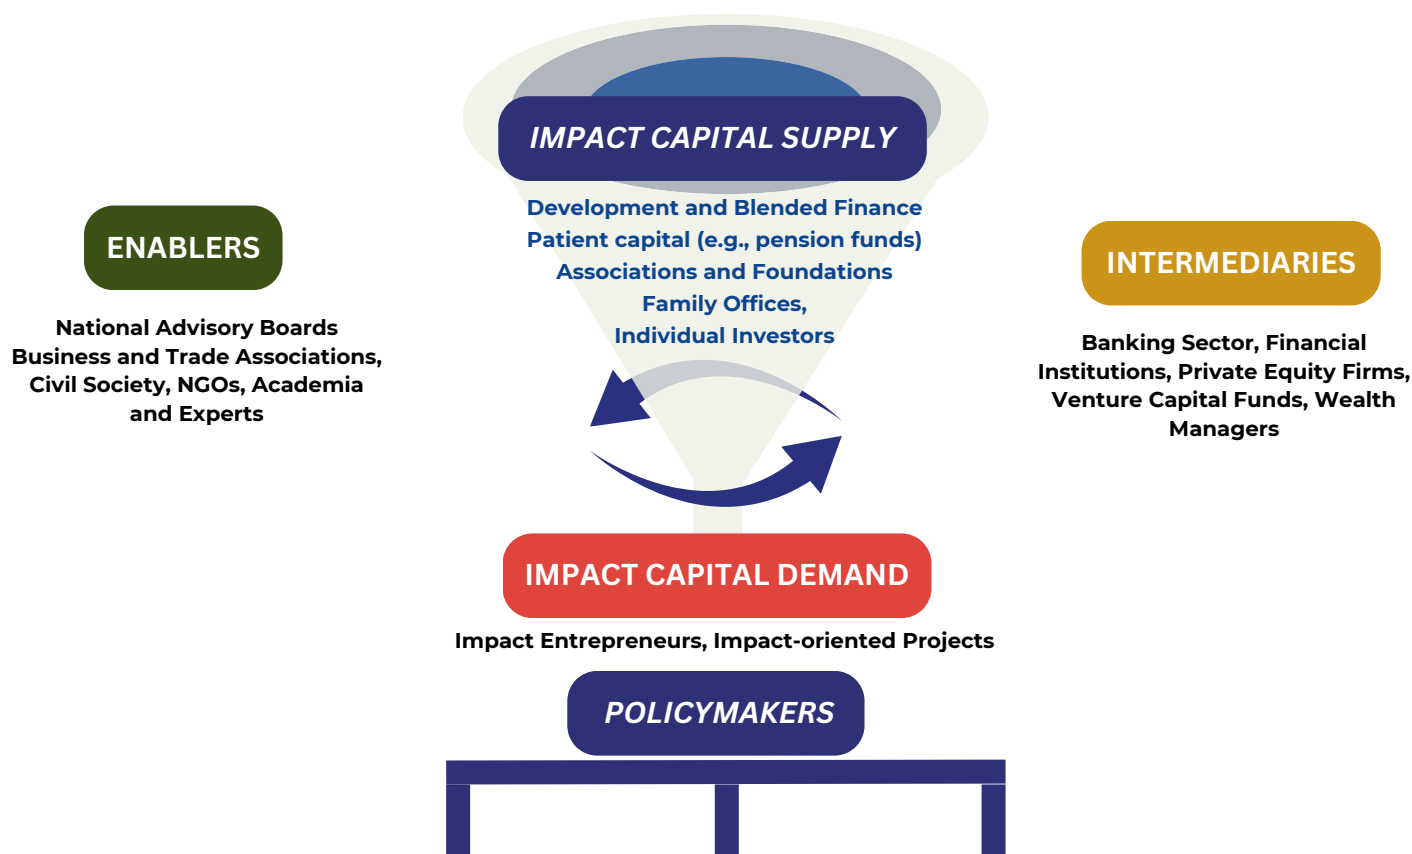 IMPACT CAPITAL SUPPLY
Development and Blended Finance
Patient capital (e.g., pension funds)
Associations and Foundations
Family Offices,
Individual Investors
ENABLERS
National Advisory Boards
Business and Trade Associations,
Civil Society, NGOs, Academia
and Experts
INTERMEDIARIES
Banking Sector, Financial
Institutions, Private Equity Firms,
Venture Capital Funds, Wealth
Managers
IMPACT CAPITAL DEMAND
Impact Entrepreneurs, Impact-oriented Projects
POLICYMAKERS